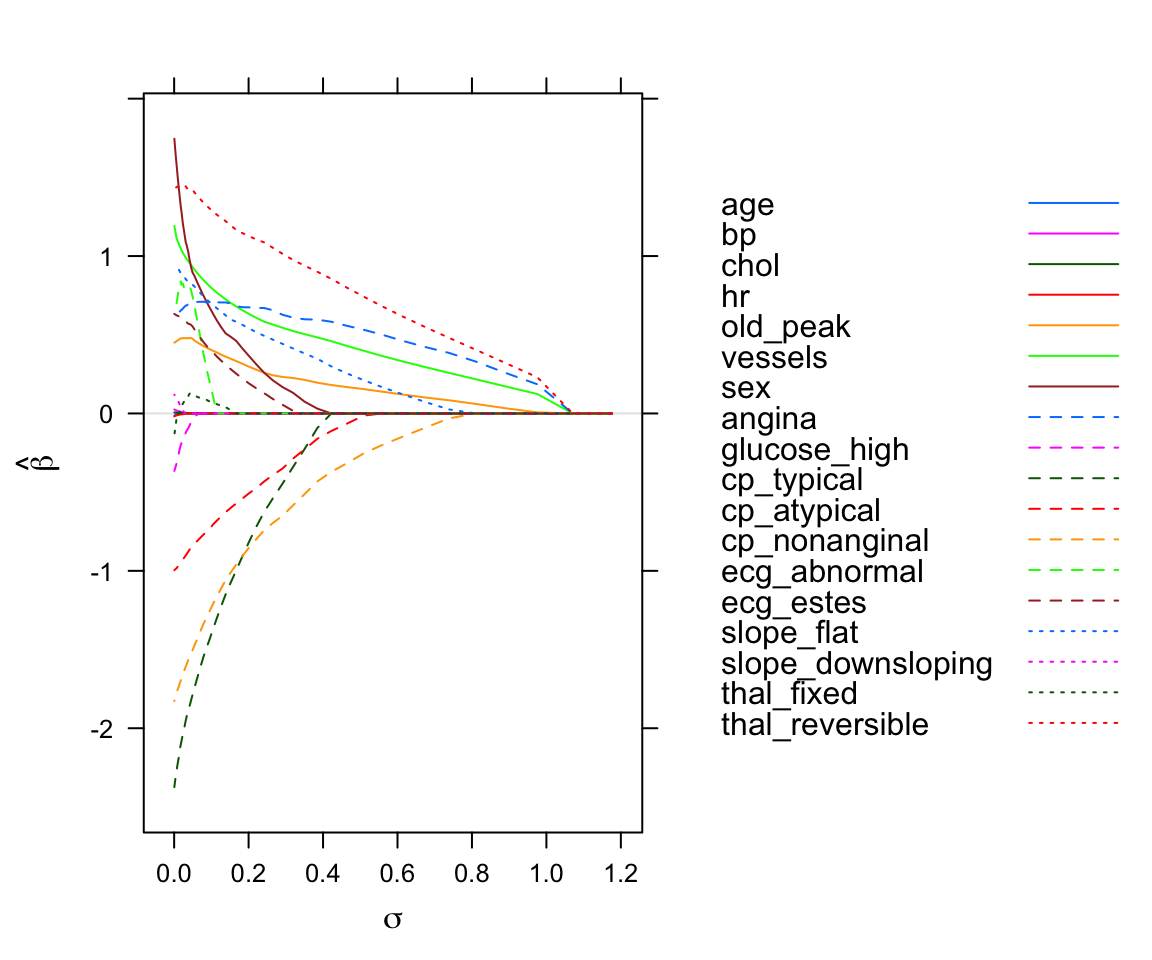 1
0
-1
-2
β̂
0.0 0.2 0.4 0.6 0.8 1.0 1.2
σ
age
bp
chol
hr
old_peak
vessels
sex
angina
glucose_high
cp_typical
cp_atypical
cp_nonanginal
ecg_abnormal
ecg_estes
slope_flat
slope_downsloping
thal_fixed
thal_reversible